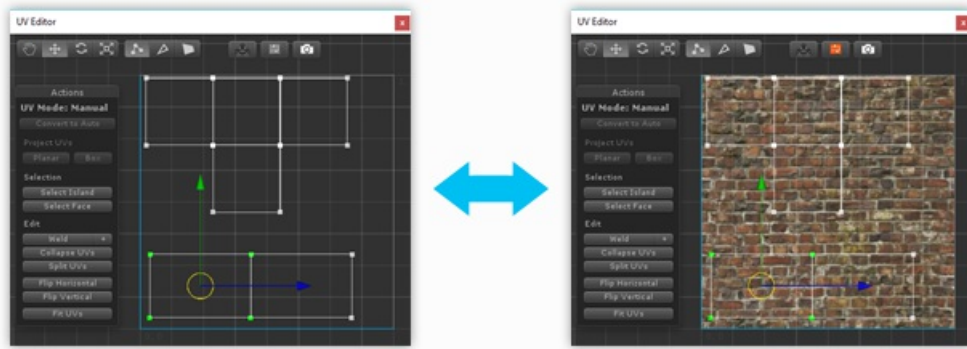 UV Editor
x
Actions
UV Mode: Manual
Convert to Auto
Project UVs
Planar Box
Selection
Select Island
Select Face
Edit
Weld +
Collapse UVs
Split UVs
Flip Horizontal
Flip Vertical
Fit UVs
UV Editor
x
Actions
UV Mode: Manual
Convert to Auto
Project UVs
Planar Box
Selection
Select Island
Select Face
Edit
Weld +
Collapse UVs
Split UVs
Flip Horizontal
Flip Vertical
Fit UVs